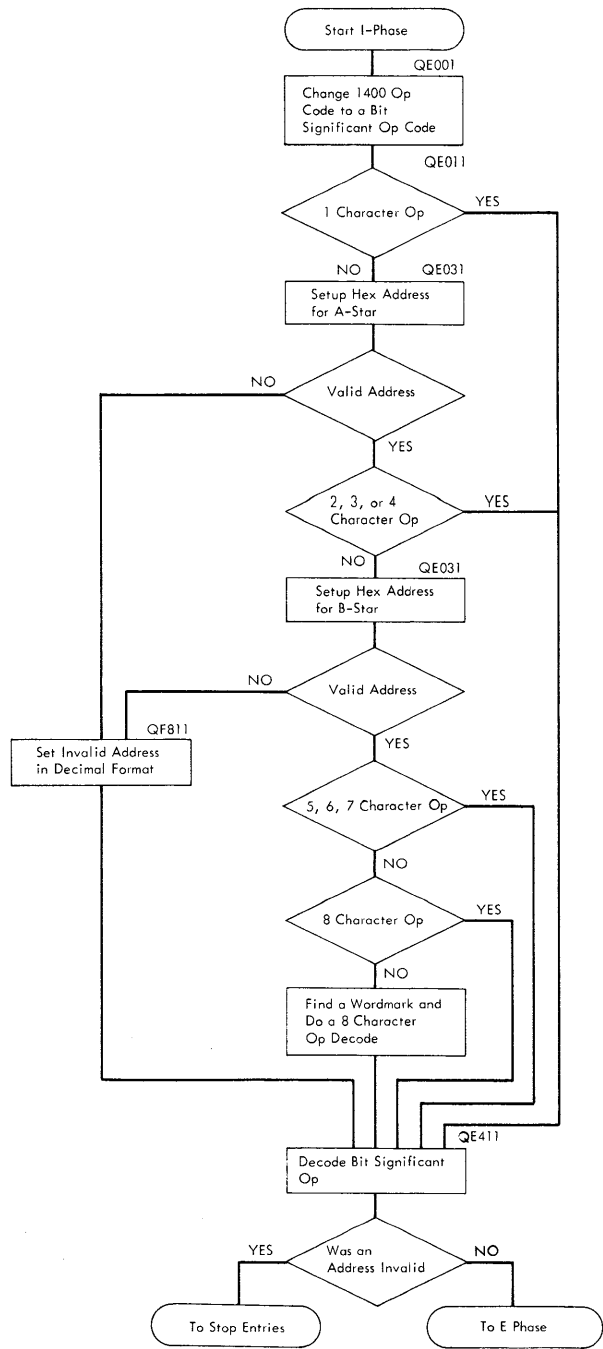 Start I-Phase
QE001
Change 1400 Op
Code to a Bit
Significant Op Code
QE011
1 Character Op
YES
NO
QE031
Setup Hex Address
for A-Star
NO
Valid Address
YES
2, 3, or 4
Character Op
YES
NO
QE031
Setup Hex Address
for B-Star
NO
Valid Address
QF811
YES
Set Invalid Address
in Decimal Format
5, 6, 7 Character Op
YES
NO
8 Character Op
YES
NO
Find a Wordmark and
Do a 8 Character
Op Decode
QE411
Decode Bit Significant
Op
YES
Was an
Address Invalid
NO
To Stop Entries
To E Phase